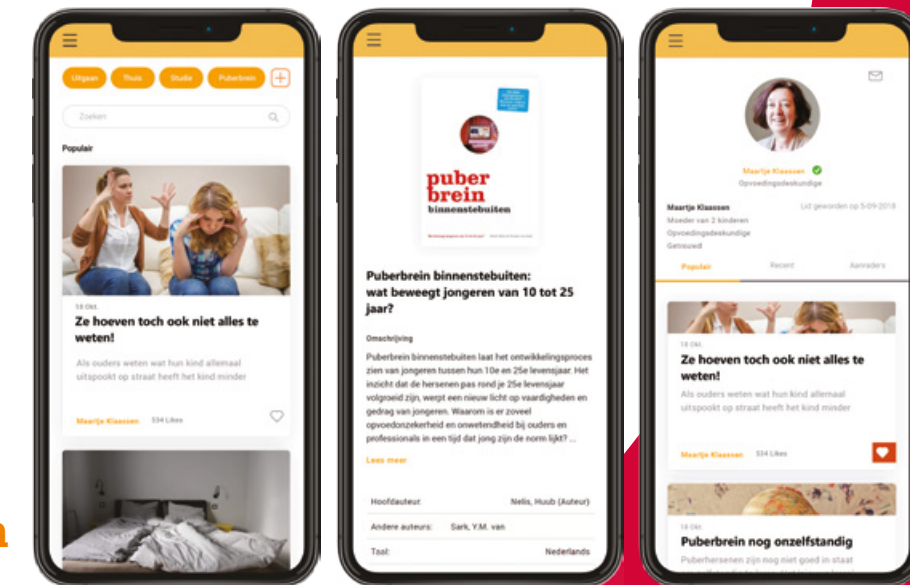 Uitgaan
Thuis
Studie
Puberbrein
Zoeken
Populair
18 Okt.
Ze hoeven toch ook niet alles te
weten!
Als ouders weten wat hun kind allemaal
uitspookt op straat heeft het kind minder
Maartje Klaassen 534 Likes
puber
brein
binnenstebuiten
Puberbrein binnenstebuiten:
wat beweegt jongeren van 10 tot 25
jaar?
Omschrijving
Puberbrein binnenstebuiten laat het ontwikkelingsproces
zien van jongeren tussen hun 10e en 25e levensjaar. Het
inzicht dat de hersenen pas rond je 25e levensjaar
volgroeid zijn, werpt een nieuw licht op vaardigheden en
gedrag van jongeren. Waarom is er zoveel
opvoedonzekerheid en onwetendheid bij ouders en
professionals in een tijd dat jong zijn de norm lijkt? ...
Lees meer
Hoofdauteur: Nelis, Huub (Auteur)
Andere auteurs: Sark, Y.M. van
Taal: Nederlands
Maartje Klaassen
Opvoedingsdeskundige
Maartje Klaassen Lid geworden op 5-09-2018
Moeder van 2 kinderen
Opvoedingsdeskundige
Getrouwd
Populair Recent Aanraders
18 Okt.
Ze hoeven toch ook niet alles te
weten!
Als ouders weten wat hun kind allemaal
uitspookt op straat heeft het kind minder
Maartje Klaassen 534 Likes
18 Okt.
Puberbrein nog onzelfstandig
Puberhersenen zijn nog niet goed in staat